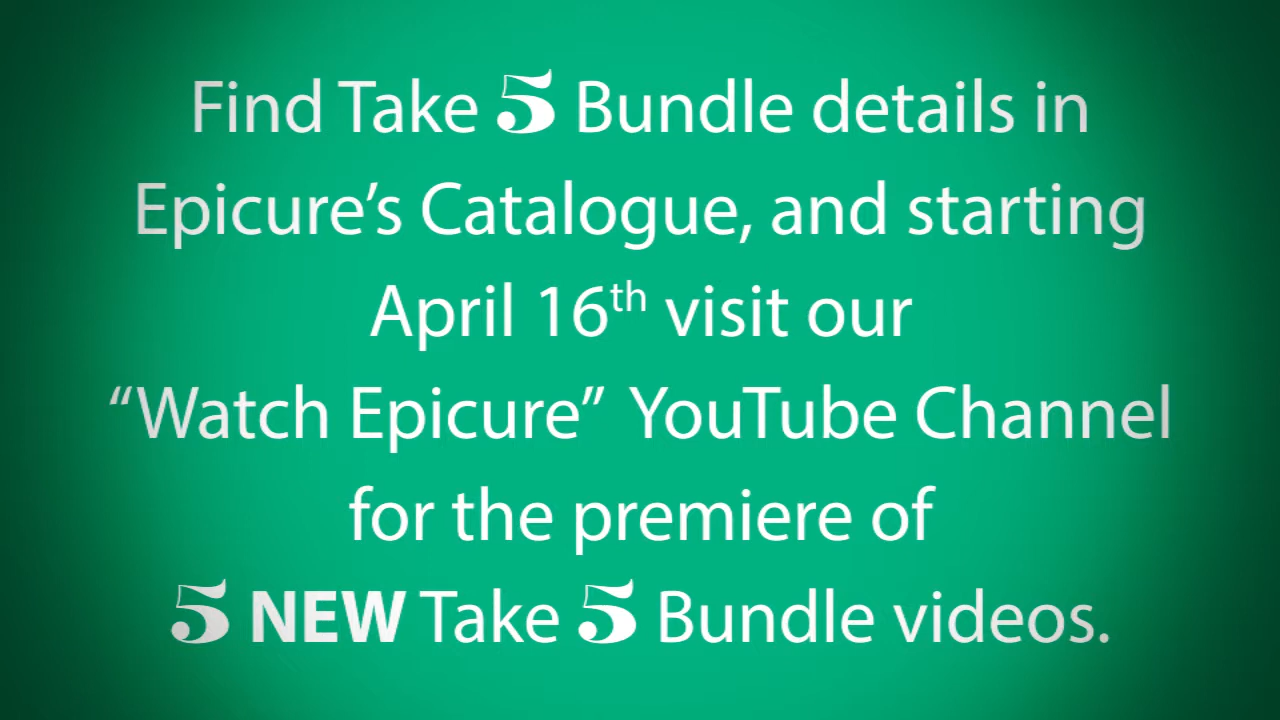 Find Take 5 Bundle details in
Epicure’s Catalogue, and starting
April 16th visit our
“Watch Epicure” YouTube Channel
for the premiere of
5 NEW Take 5 Bundle videos.